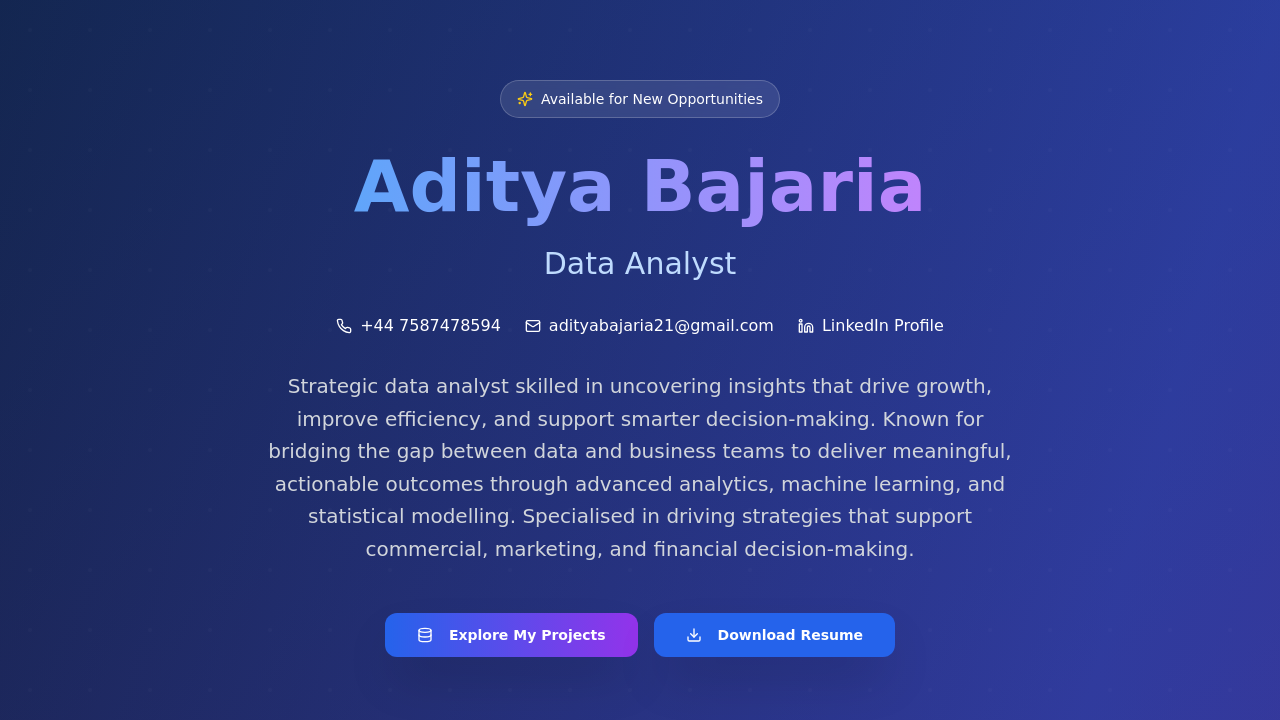 Available for New Opportunities
Aditya Bajaria
Data Analyst
+44 7587478594 adityabajaria21@gmail.com LinkedIn Profile
Strategic data analyst skilled in uncovering insights that drive growth,
improve efficiency, and support smarter decision-making. Known for
bridging the gap between data and business teams to deliver meaningful,
actionable outcomes through advanced analytics, machine learning, and
statistical modelling. Specialised in driving strategies that support
commercial, marketing, and financial decision-making.
Explore My Projects Download Resume